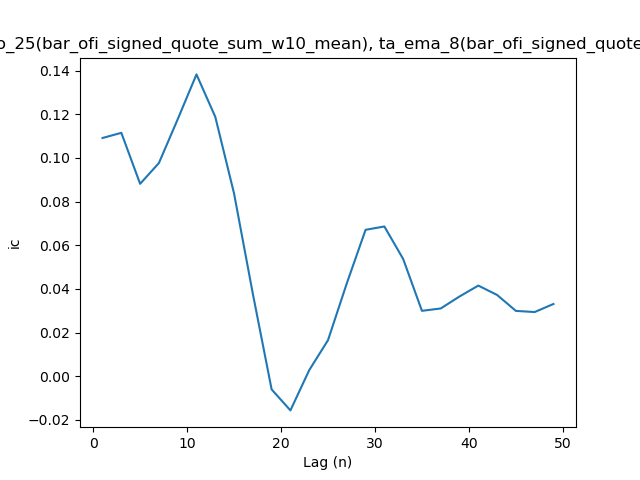 o_25(bar_ofi_signed_quote_sum_w10_mean), ta_ema_8(bar_ofi_signed_quote
0.14
0.12
0.10
0.08
0.06
0.04
0.02
0.00
−0.02
ic
0 10 20 30 40 50
Lag (n)